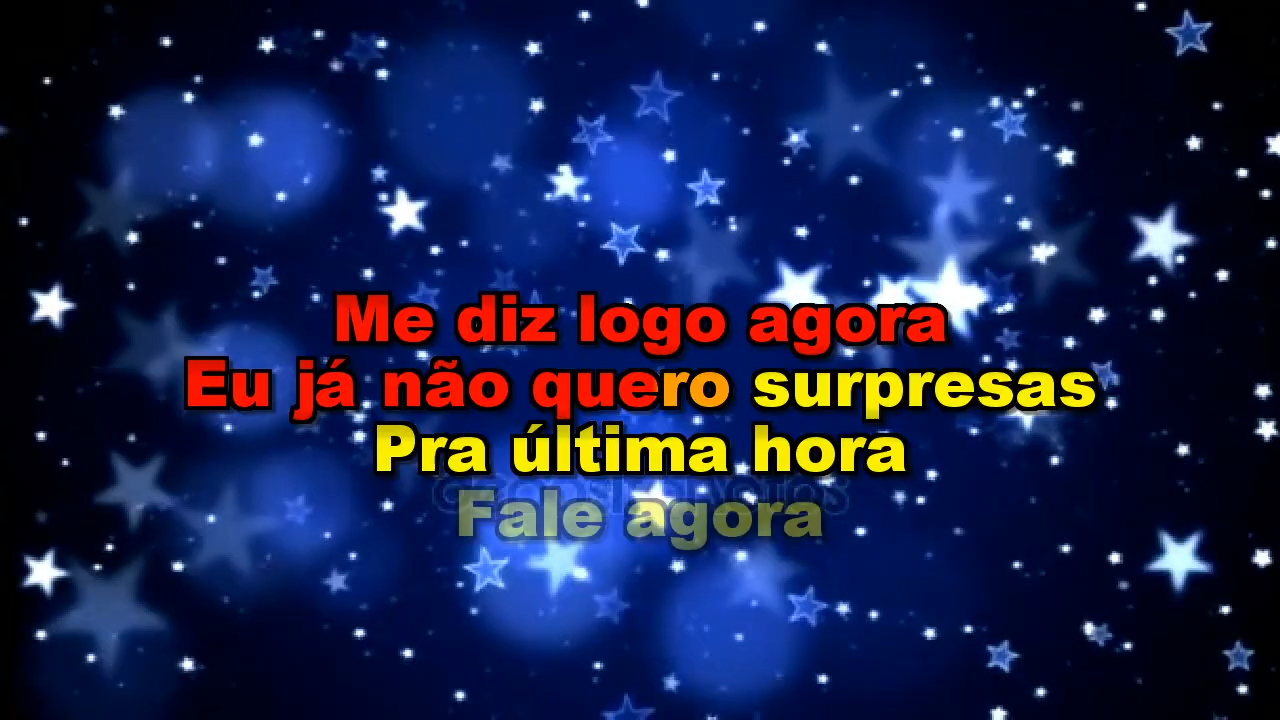 Me diz logo agora
Eu já não quero surpresas
Pra última hora
Fale agora